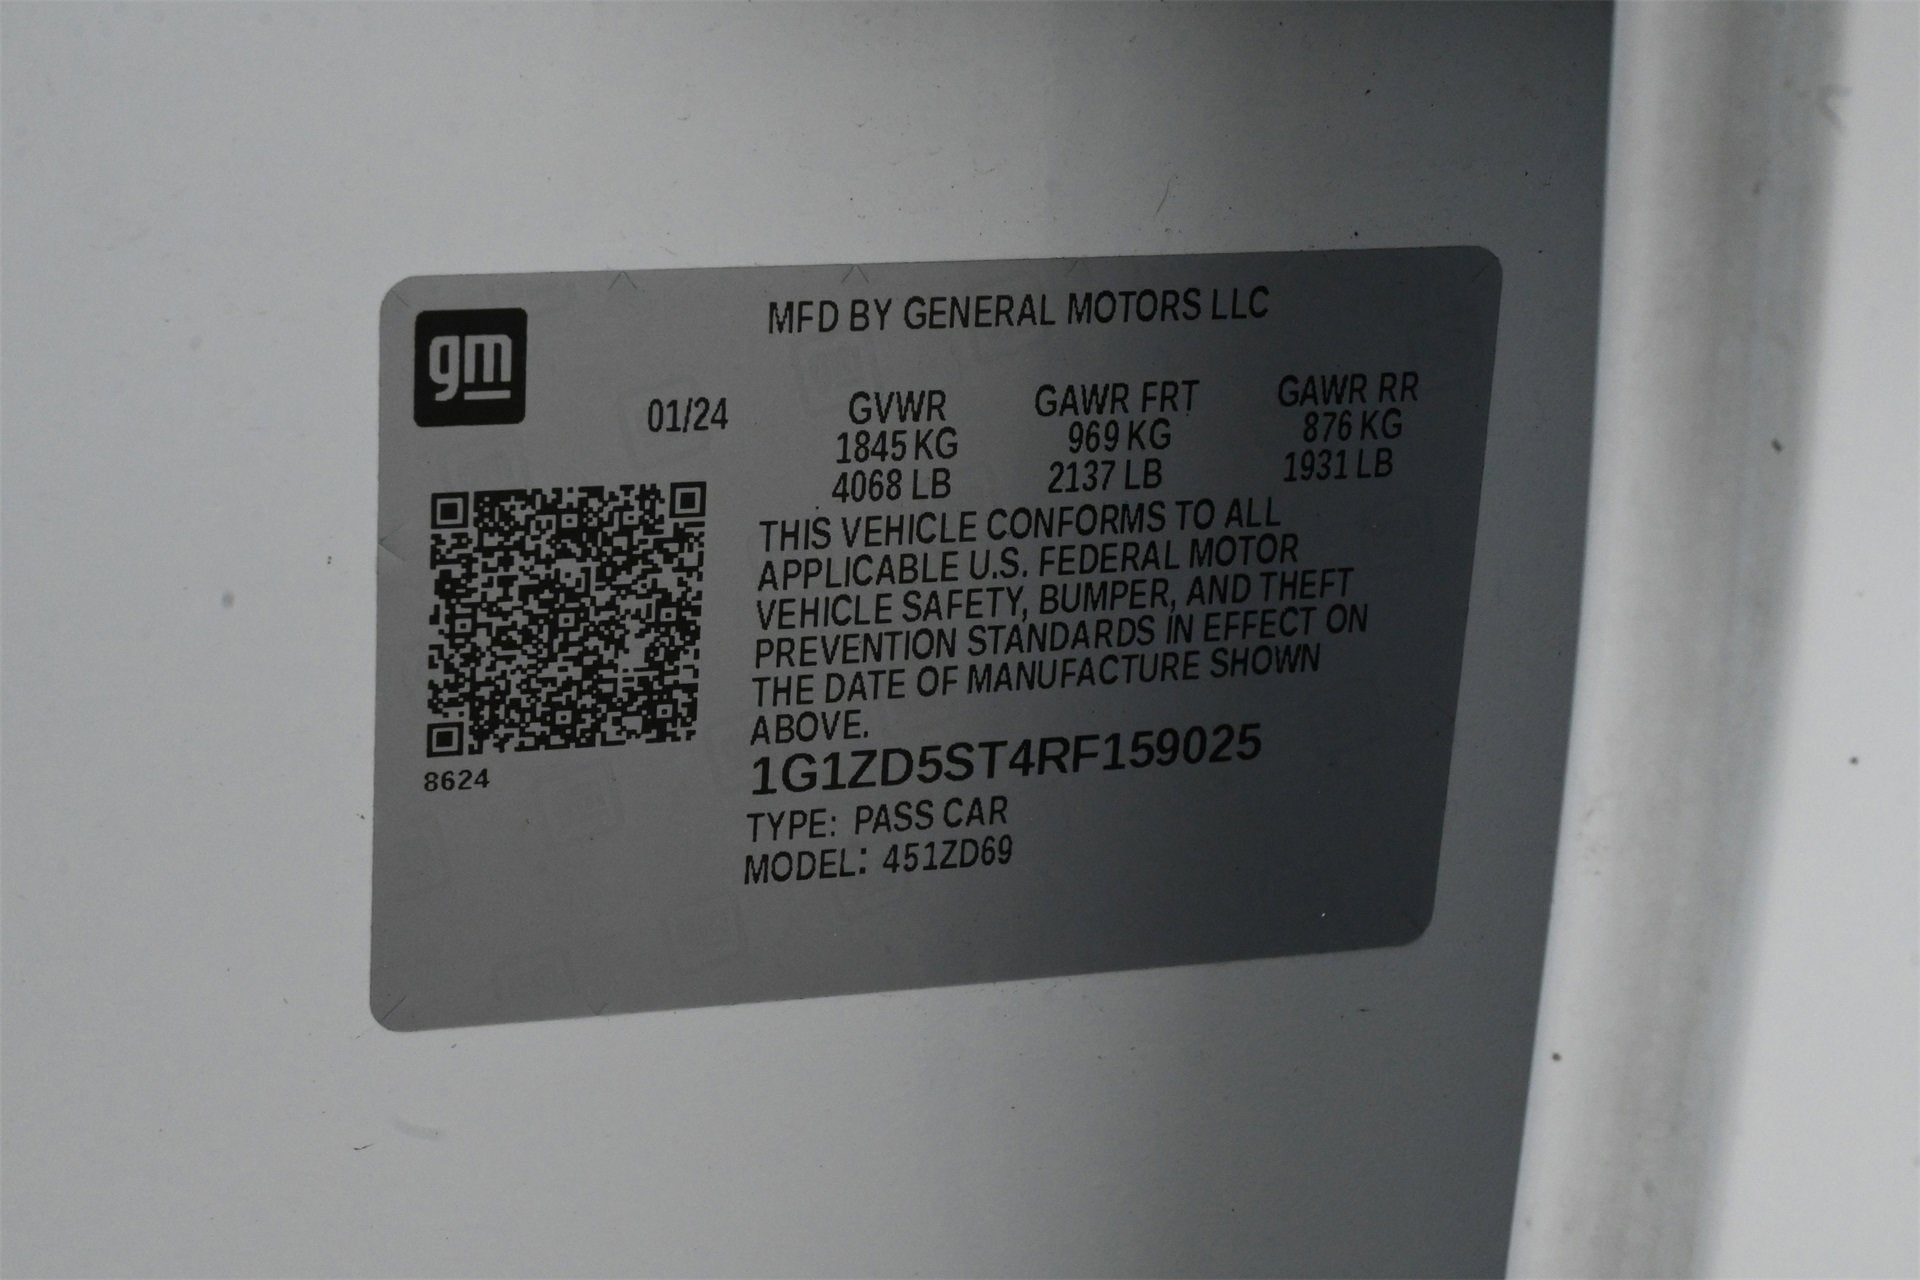 gm
MFD BY GENERAL MOTORS LLC
01/24
GVWR GAWR FRT GAWR RR
1845 KG 969 KG 876 KG
4068 LB 2137 LB 1931 LB
THIS VEHICLE CONFORMS TO ALL
APPLICABLE U.S. FEDERAL MOTOR
VEHICLE SAFETY, BUMPER, AND THEFT
PREVENTION STANDARDS IN EFFECT ON
THE DATE OF MANUFACTURE SHOWN
ABOVE.
8624
1G1ZD5ST4RF159025
TYPE: PASS CAR
MODEL: 451ZD69